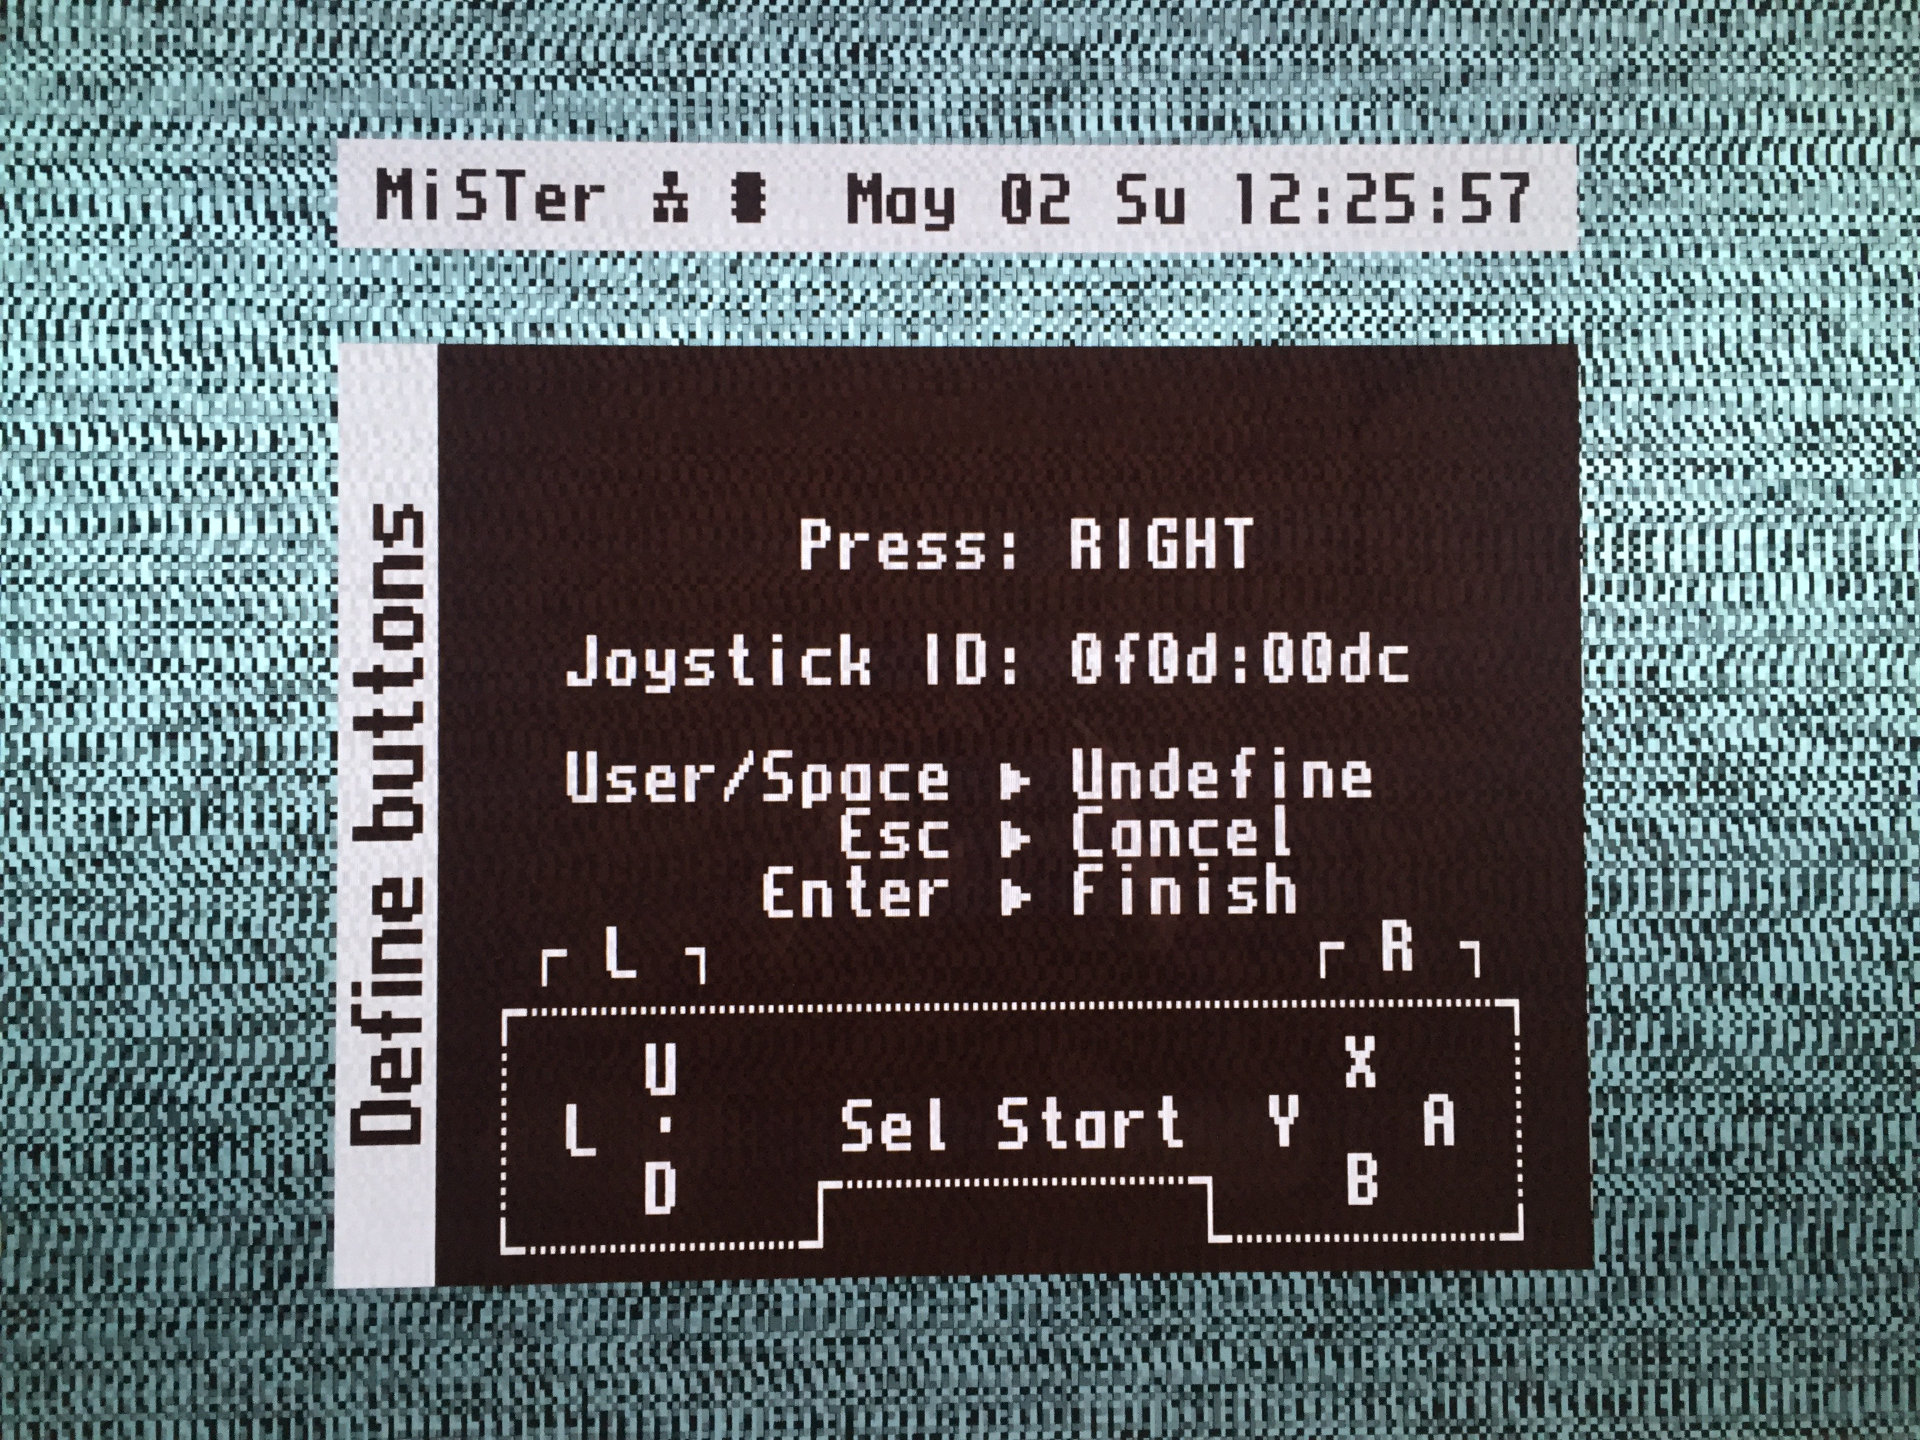 MiSTer May 02 Su 12:25:57
Define buttons
Press: RIGHT
Joystick ID: 0f0d:00dc
User/Space ▶ Undefine
Esc ▶ Cancel
Enter ▶ Finish
L R
U X
L · Sel Start Y A
D B